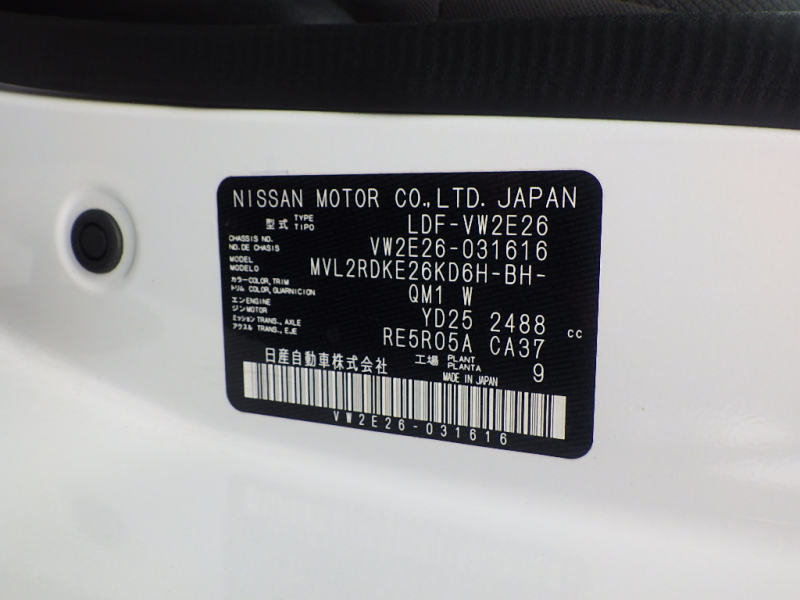 NISSAN MOTOR CO.,LTD. JAPAN
型式 TYPE TIPO LDF-VW2E26
CHASSIS NO. NO. DE CHASIS VW2E26-031616
MODEL MODELO MVL2RDKE26KD6H-BH-
カラー COLOR, TRIM トリム COLOR, GUARNICION QM1 W
エンジン ENGINE MOTOR YD25 2488 cc
ミッション TRANS., AXLE アクスル TRANS., EJE RE5R05A CA37
日産自動車株式会社 工場 PLANT PLANTA 9
MADE IN JAPAN
VW2E26-031616